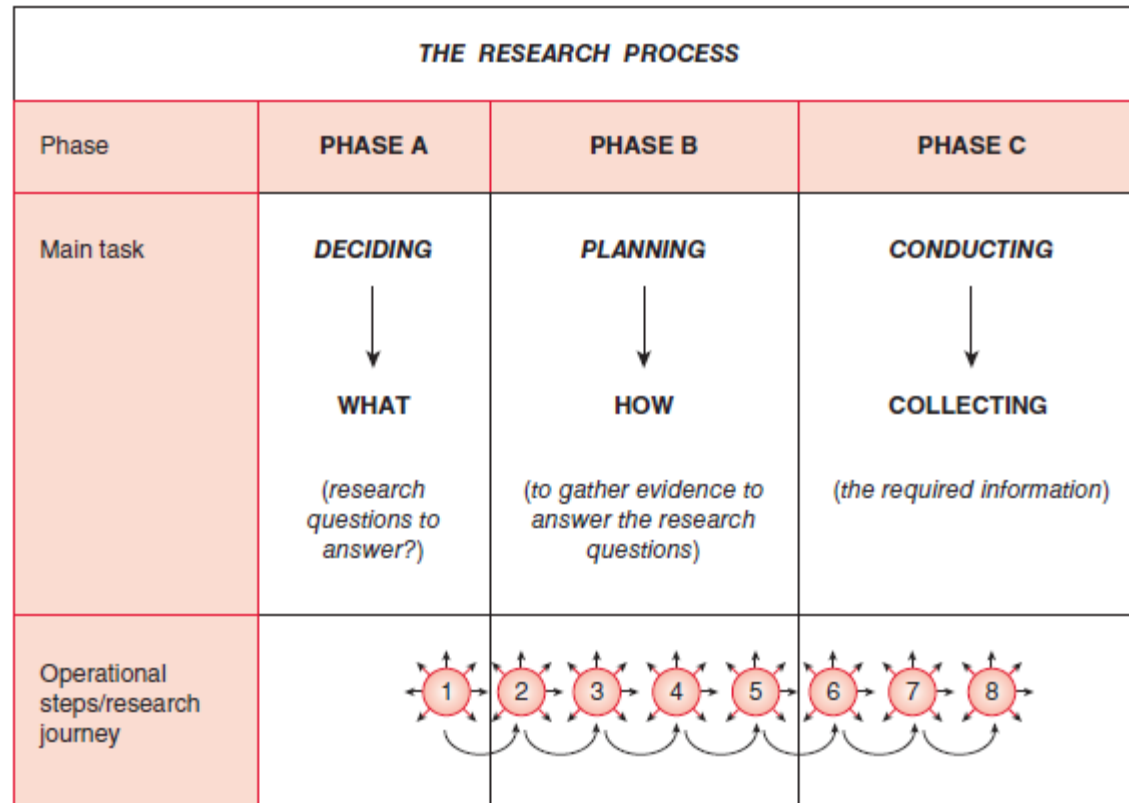 THE RESEARCH PROCESS
Phase
PHASE A
PHASE B
PHASE C
Main task
DECIDING
PLANNING
CONDUCTING
WHAT
HOW
COLLECTING
(research
questions to
answer?)
(to gather evidence to
answer the research
questions)
(the required information)
Operational
steps/research
journey
1 2 3 4 5 6 7 8